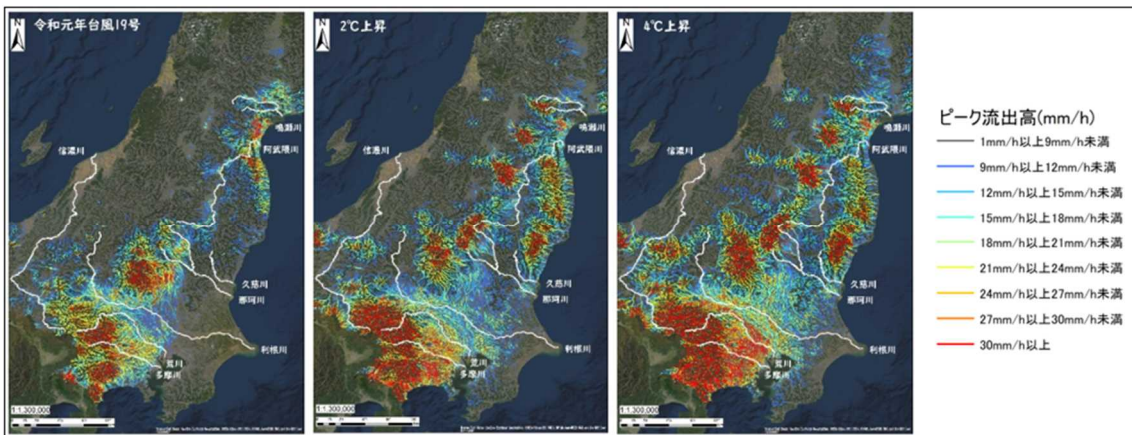 N
令和元年台風19号
信濃川
鳴瀬川
阿武隈川
久慈川
那珂川
利根川
荒川
多摩川
1:1,300,000
N
2℃上昇
信濃川
鳴瀬川
阿武隈川
久慈川
那珂川
利根川
荒川
多摩川
1:1,300,000
N
4℃上昇
信濃川
鳴瀬川
阿武隈川
久慈川
那珂川
利根川
荒川
多摩川
1:1,300,000
ピーク流出高(mm/h)
1mm/h以上9mm/h未満
9mm/h以上12mm/h未満
12mm/h以上15mm/h未満
15mm/h以上18mm/h未満
18mm/h以上21mm/h未満
21mm/h以上24mm/h未満
24mm/h以上27mm/h未満
27mm/h以上30mm/h未満
30mm/h以上